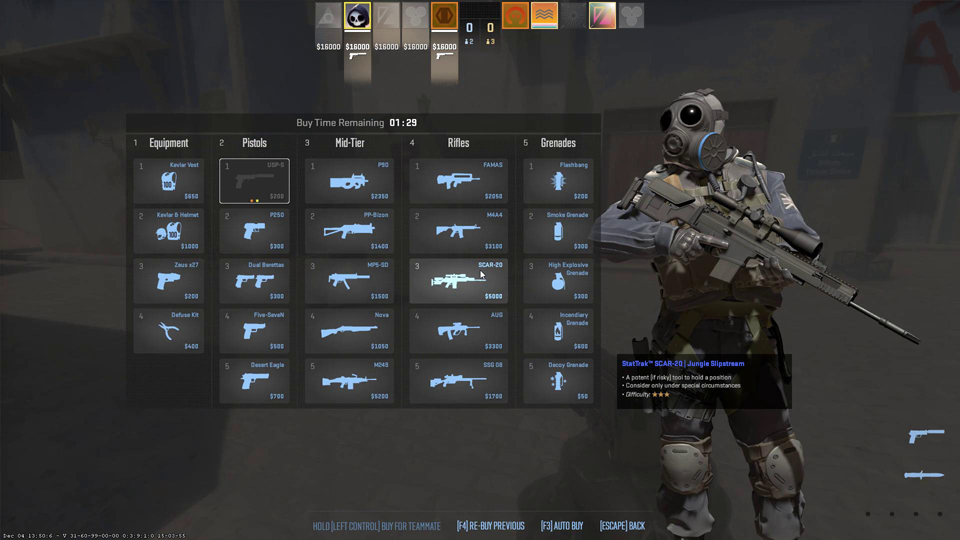 $16000 $16000 $16000 $16000 $16000
0 0
2 3
Buy Time Remaining 01:29
1 Equipment 2 Pistols 3 Mid-Tier 4 Rifles 5 Grenades
1 Kevlar Vest
100
$650
2 Kevlar & Helmet
100
$1000
3 Zeus x27
$200
4 Defuse Kit
$400
1 USP-S
$200
2 P250
$300
3 Dual Berettas
$300
4 Five-SeveN
$500
5 Desert Eagle
$700
1 P90
$2350
2 PP-Bizon
$1400
3 MP5-SD
$1500
4 Nova
$1050
5 M249
$5200
1 FAMAS
$2050
2 M4A4
$3100
3 SCAR-20
$5000
4 AUG
$3300
5 SSG 08
$1700
1 Flashbang
$200
2 Smoke Grenade
$300
3 High Explosive
Grenade
$300
4 Incendiary
Grenade
$600
5 Decoy Grenade
$50
StatTrak™ SCAR-20 | Jungle Slipstream
• A potent (if risky) tool to hold a position
• Consider only under special circumstances
• Difficulty: ★★★
HOLD [LEFT CONTROL] BUY FOR TEAMMATE [F4] RE-BUY PREVIOUS [F3] AUTO BUY [ESCAPE] BACK